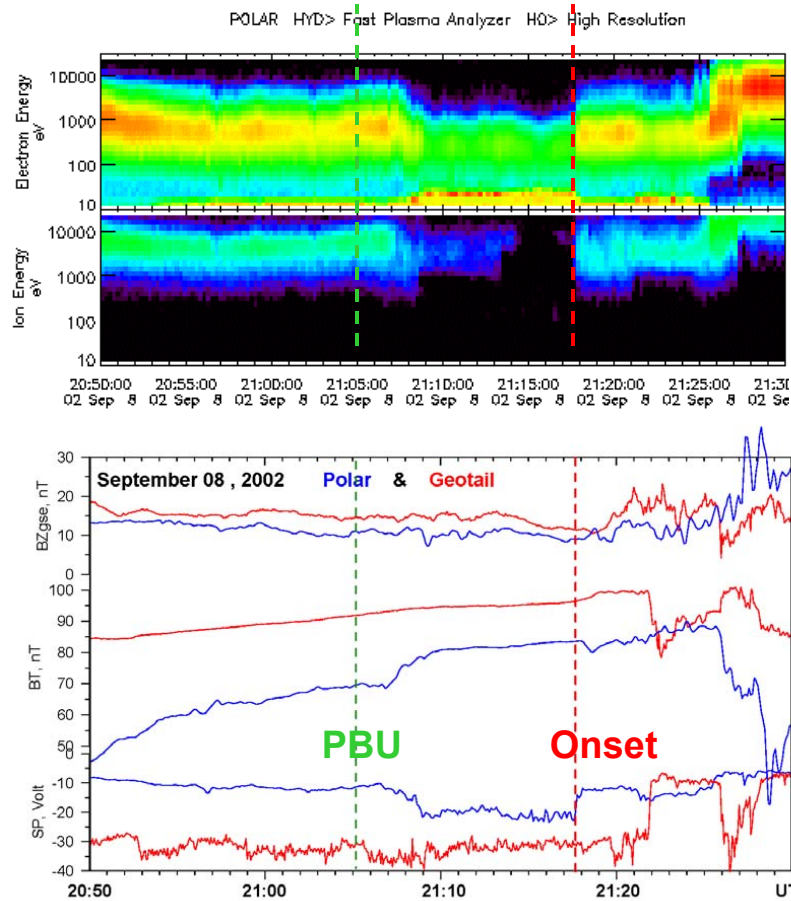 POLAR HYD> Fast Plasma Analyzer H0> High Resolution
Electron Energy
eV
10000
1000
100
10
Ion Energy
eV
10000
1000
100
10
20:50:00 20:55:00 21:00:00 21:05:00 21:10:00 21:15:00 21:20:00 21:25:00 21:30
02 Sep 8 02 Sep 8 02 Sep 8 02 Sep 8 02 Sep 8 02 Sep 8 02 Sep 8 02 Sep 8 02 Se
September 08 , 2002 Polar & Geotail
BZgse, nT
30
20
10
0
BT, nT
100
90
80
70
60
50
PBU
Onset
SP, Volt
0
-10
-20
-30
-40
20:50 21:00 21:10 21:20 UT